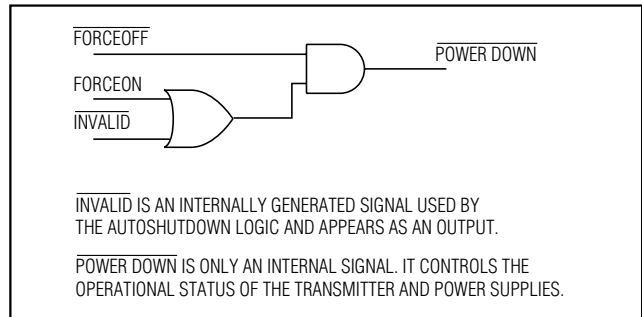 FORCEOFF
POWER DOWN
FORCEON
INVALID
INVALID IS AN INTERNALLY GENERATED SIGNAL USED BY
THE AUTOSHUTDOWN LOGIC AND APPEARS AS AN OUTPUT.
POWER DOWN IS ONLY AN INTERNAL SIGNAL. IT CONTROLS THE
OPERATIONAL STATUS OF THE TRANSMITTER AND POWER SUPPLIES.